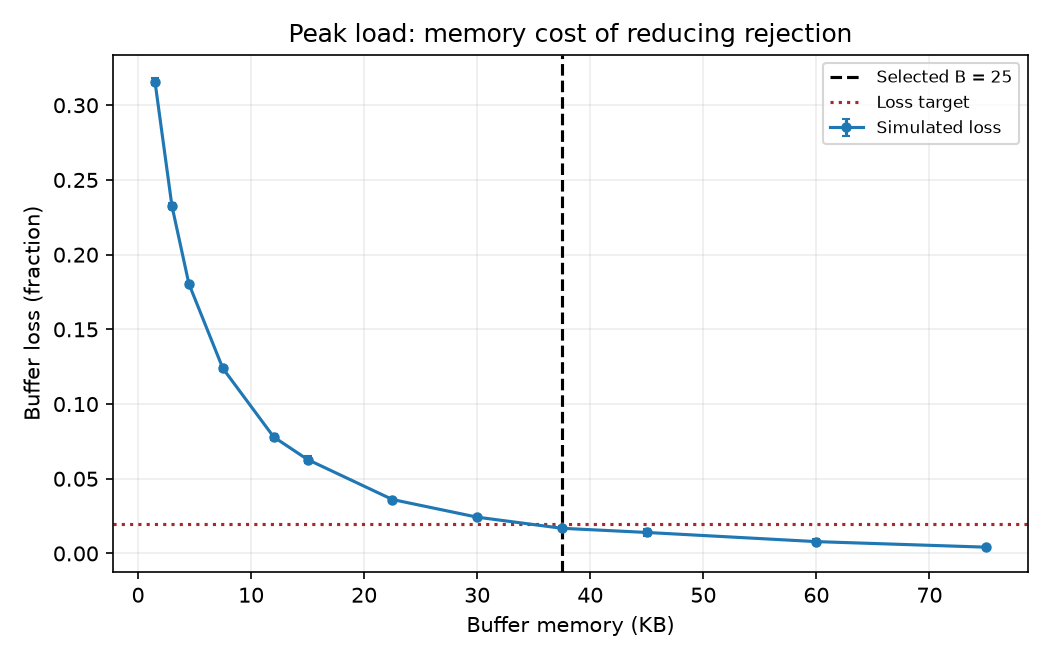 Peak load: memory cost of reducing rejection
Selected B = 25
Loss target
Simulated loss
Buffer loss (fraction)
0.30
0.25
0.20
0.15
0.10
0.05
0.00
0 10 20 30 40 50 60 70
Buffer memory (KB)